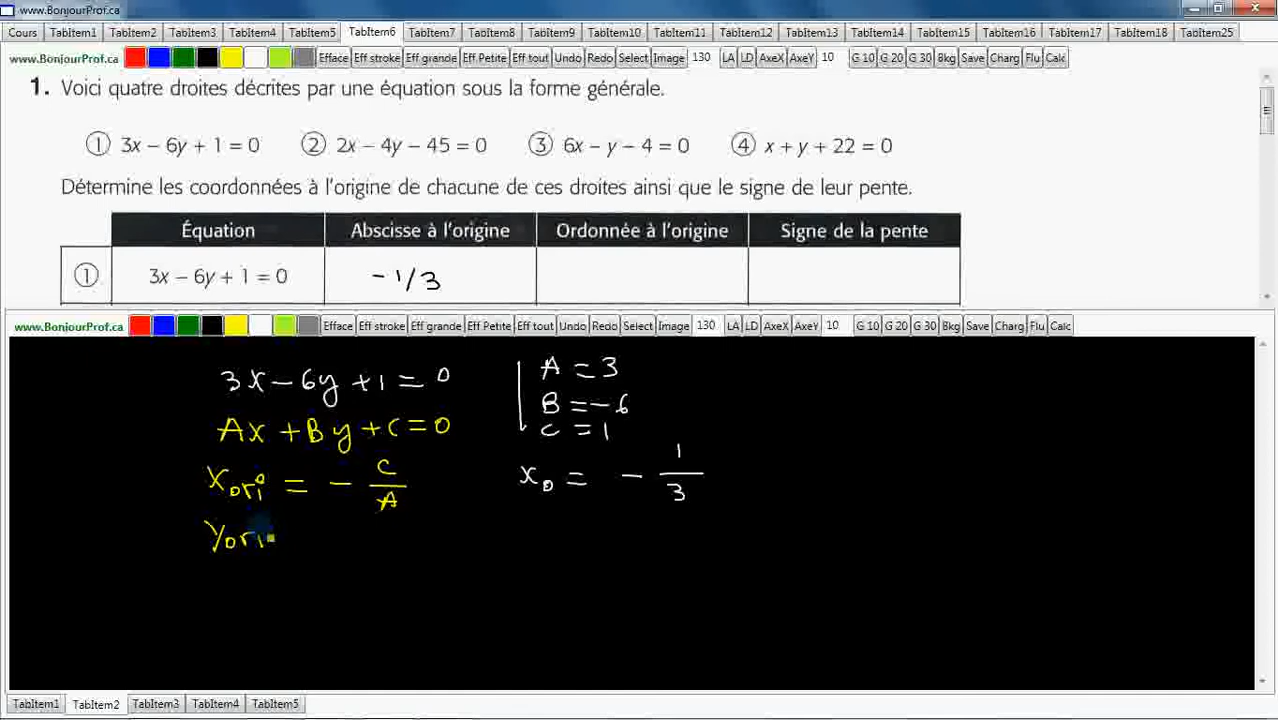 www.BonjourProf.ca
Cours TabItem1 TabItem2 TabItem3 TabItem4 TabItem5 TabItem6 TabItem7 TabItem8 TabItem9 TabItem10 TabItem11 TabItem12 TabItem13 TabItem14 TabItem15 TabItem16 TabItem17 TabItem18 TabItem25
www.BonjourProf.ca Efface Eff stroke Eff grande Eff Petite Eff tout Undo Redo Select Image 130 LA LD AxeX AxeY 10 G 10 G 20 G 30 Bkg Save Charg Flu Calc
1. Voici quatre droites décrites par une équation sous la forme générale.
① 3x – 6y + 1 = 0 ② 2x – 4y – 45 = 0 ③ 6x – y – 4 = 0 ④ x + y + 22 = 0
Détermine les coordonnées à l'origine de chacune de ces droites ainsi que le signe de leur pente.
Équation Abscisse à l'origine Ordonnée à l'origine Signe de la pente
① 3x – 6y + 1 = 0 -1/3
www.BonjourProf.ca Efface Eff stroke Eff grande Eff Petite Eff tout Undo Redo Select Image 130 LA LD AxeX AxeY 10 G 10 G 20 G 30 Bkg Save Charg Flu Calc
3x - 6y + 1 = 0 A = 3
B = -6
Ax + By + C = 0 C = 1
Xori = - C/A x0 = - 1/3
Yori
TabItem1 TabItem2 TabItem3 TabItem4 TabItem5